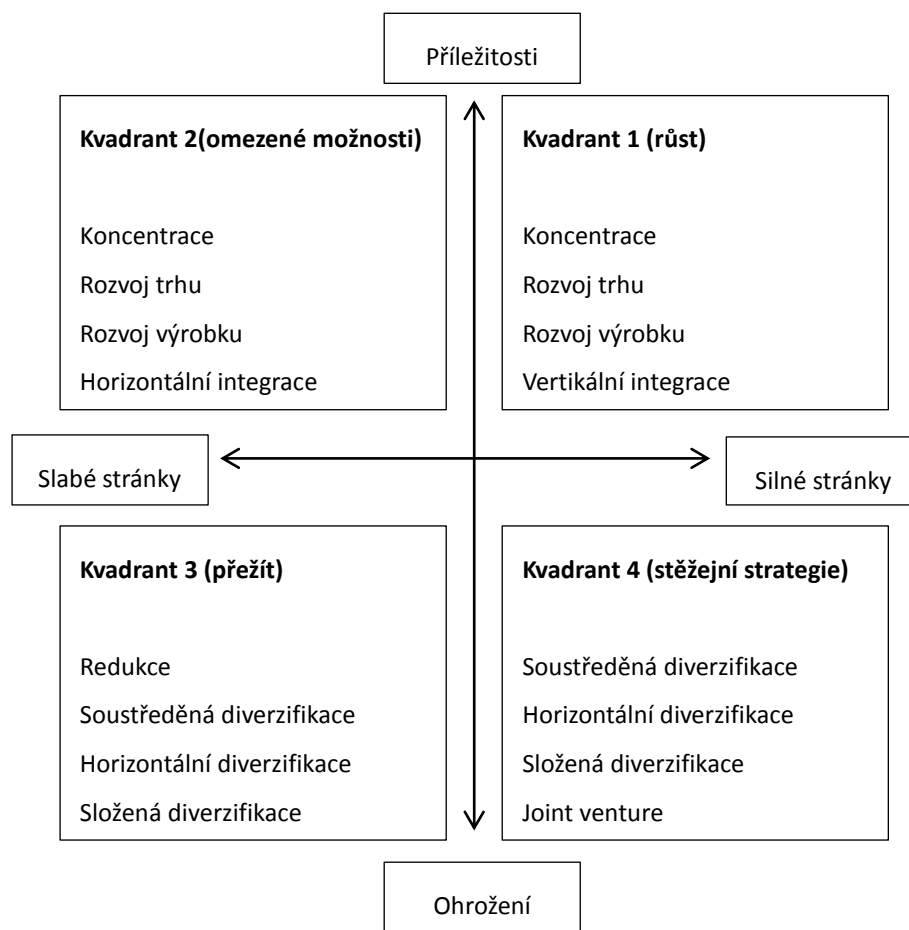 Příležitosti
Kvadrant 2(omezené možnosti)
Koncentrace
Rozvoj trhu
Rozvoj výrobku
Horizontální integrace
Kvadrant 1 (růst)
Koncentrace
Rozvoj trhu
Rozvoj výrobku
Vertikální integrace
Slabé stránky
Silné stránky
Kvadrant 3 (přežít)
Redukce
Soustředěná diverzifikace
Horizontální diverzifikace
Složená diverzifikace
Kvadrant 4 (stěžejní strategie)
Soustředěná diverzifikace
Horizontální diverzifikace
Složená diverzifikace
Joint venture
Ohrožení